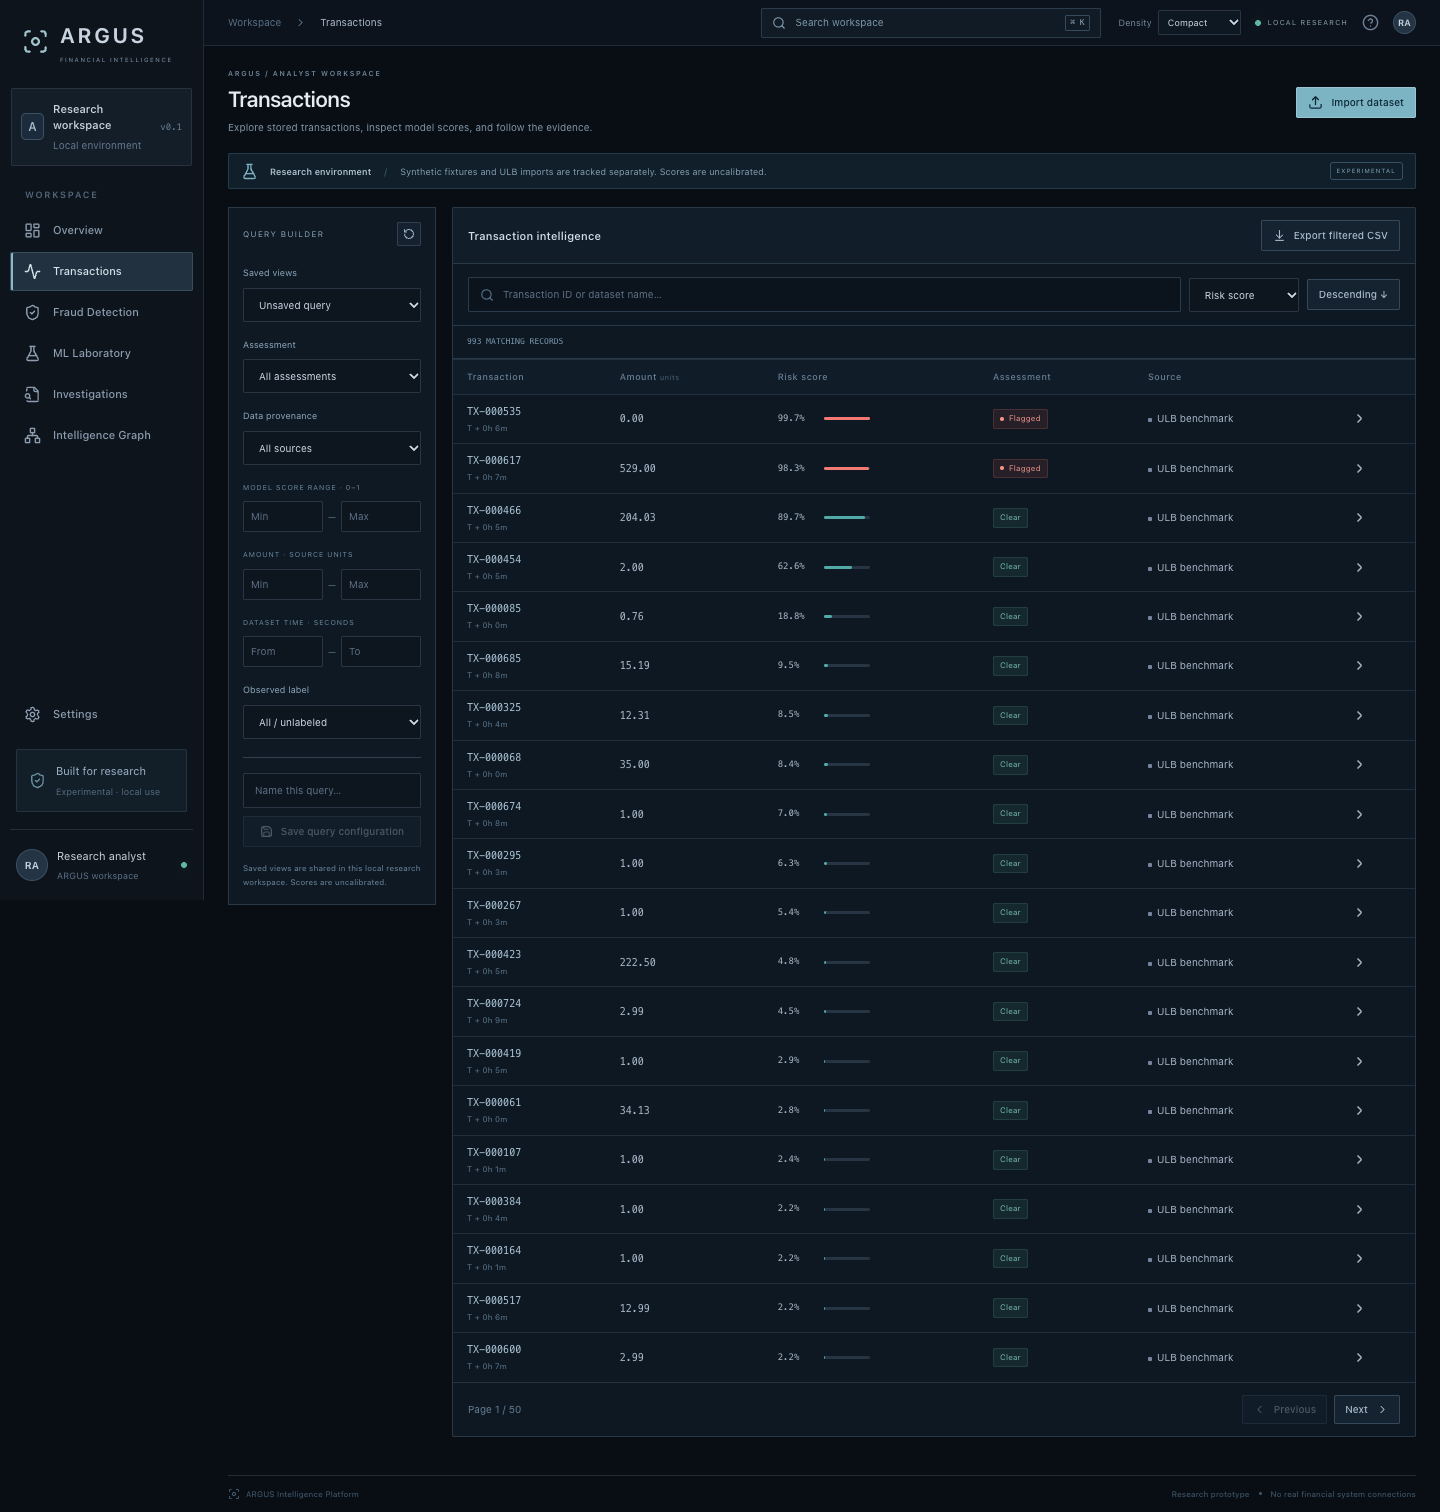 ARGUS
FINANCIAL INTELLIGENCE
A
Research workspace
v0.1
Local environment
WORKSPACE
Overview
Transactions
Fraud Detection
ML Laboratory
Investigations
Intelligence Graph
Settings
Built for research
Experimental · local use
RA
Research analyst
ARGUS workspace
Workspace > Transactions
Search workspace
⌘ K
Density
Compact
LOCAL RESEARCH
RA
ARGUS / ANALYST WORKSPACE
Transactions
Explore stored transactions, inspect model scores, and follow the evidence.
Import dataset
Research environment / Synthetic fixtures and ULB imports are tracked separately. Scores are uncalibrated.
EXPERIMENTAL
QUERY BUILDER
Saved views
Unsaved query
Assessment
All assessments
Data provenance
All sources
MODEL SCORE RANGE · 0–1
Min — Max
AMOUNT · SOURCE UNITS
Min — Max
DATASET TIME · SECONDS
From — To
Observed label
All / unlabeled
Name this query...
Save query configuration
Saved views are shared in this local research
workspace. Scores are uncalibrated.
Transaction intelligence
Export filtered CSV
Transaction ID or dataset name...
Risk score
Descending ↓
993 MATCHING RECORDS
Transaction Amount units Risk score Assessment Source
TX-000535 0.00 99.7% Flagged ULB benchmark
T + 0h 6m
TX-000617 529.00 98.3% Flagged ULB benchmark
T + 0h 7m
TX-000466 204.03 89.7% Clear ULB benchmark
T + 0h 5m
TX-000454 2.00 62.6% Clear ULB benchmark
T + 0h 5m
TX-000085 0.76 18.8% Clear ULB benchmark
T + 0h 0m
TX-000685 15.19 9.5% Clear ULB benchmark
T + 0h 8m
TX-000325 12.31 8.5% Clear ULB benchmark
T + 0h 4m
TX-000068 35.00 8.4% Clear ULB benchmark
T + 0h 0m
TX-000674 1.00 7.0% Clear ULB benchmark
T + 0h 8m
TX-000295 1.00 6.3% Clear ULB benchmark
T + 0h 3m
TX-000267 1.00 5.4% Clear ULB benchmark
T + 0h 3m
TX-000423 222.50 4.8% Clear ULB benchmark
T + 0h 5m
TX-000724 2.99 4.5% Clear ULB benchmark
T + 0h 9m
TX-000419 1.00 2.9% Clear ULB benchmark
T + 0h 5m
TX-000061 34.13 2.8% Clear ULB benchmark
T + 0h 0m
TX-000107 1.00 2.4% Clear ULB benchmark
T + 0h 1m
TX-000384 1.00 2.2% Clear ULB benchmark
T + 0h 4m
TX-000164 1.00 2.2% Clear ULB benchmark
T + 0h 1m
TX-000517 12.99 2.2% Clear ULB benchmark
T + 0h 6m
TX-000600 2.99 2.2% Clear ULB benchmark
T + 0h 7m
Page 1 / 50
Previous
Next
ARGUS Intelligence Platform
Research prototype • No real financial system connections